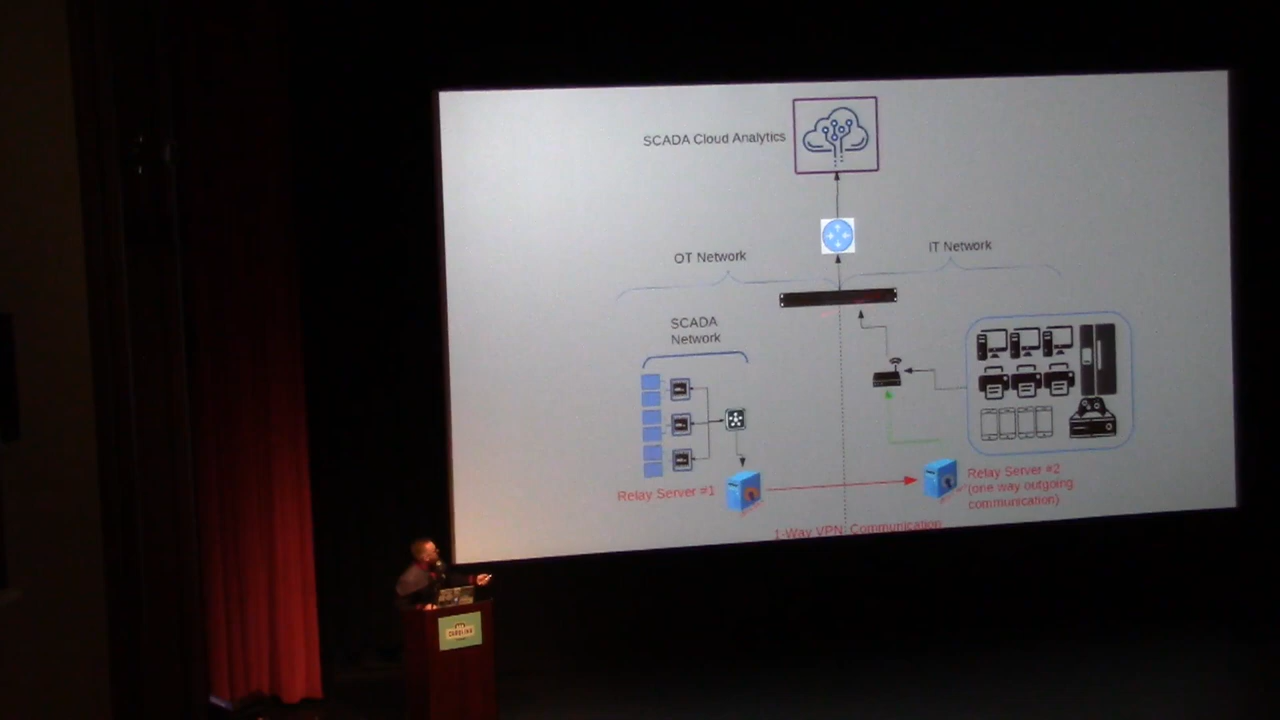 SCADA Cloud Analytics
OT Network
IT Network
SCADA
Network
Relay Server #1
Relay Server #2
(one way outgoing
communication)
1-Way VPN Communication
CAROLINA